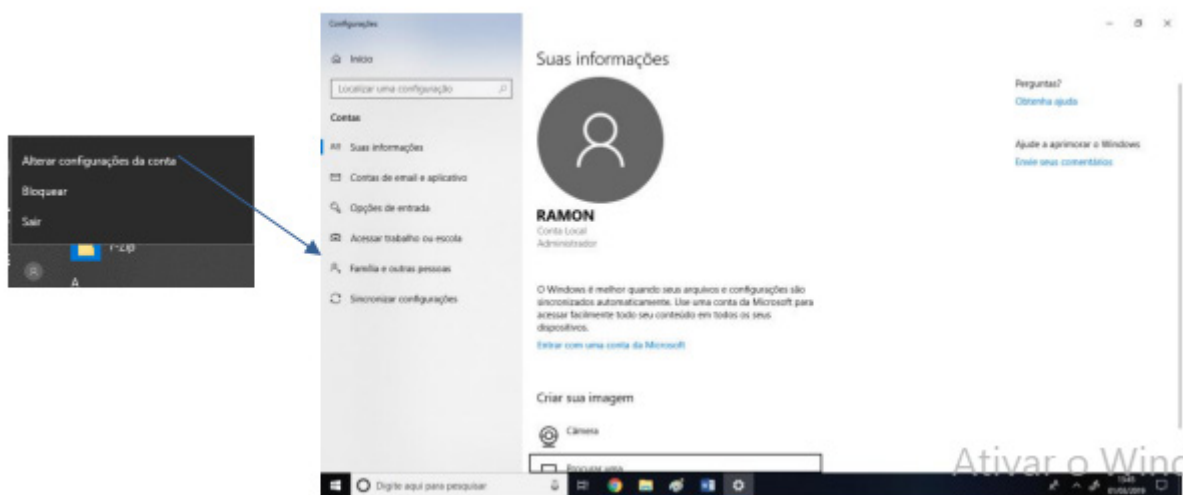 Alterar configurações da conta
Bloquear
Sair
7-Zip
A
Configurações
Início
Localizar uma configuração
Contas
Suas informações
Contas de email e aplicativo
Opções de entrada
Acessar trabalho ou escola
Família e outras pessoas
Sincronizar configurações
Suas informações
RAMON
Conta Local
Administrador
O Windows é melhor quando seus arquivos e configurações são
sincronizados automaticamente. Use uma conta da Microsoft para
acessar facilmente todo seu conteúdo em todos os seus
dispositivos.
Entrar com uma conta da Microsoft
Criar sua imagem
Câmera
Procurar uma
Perguntas?
Obtenha ajuda
Ajude a aprimorar o Windows
Envie seus comentários
Ativar o Wind
Digite aqui para pesquisar